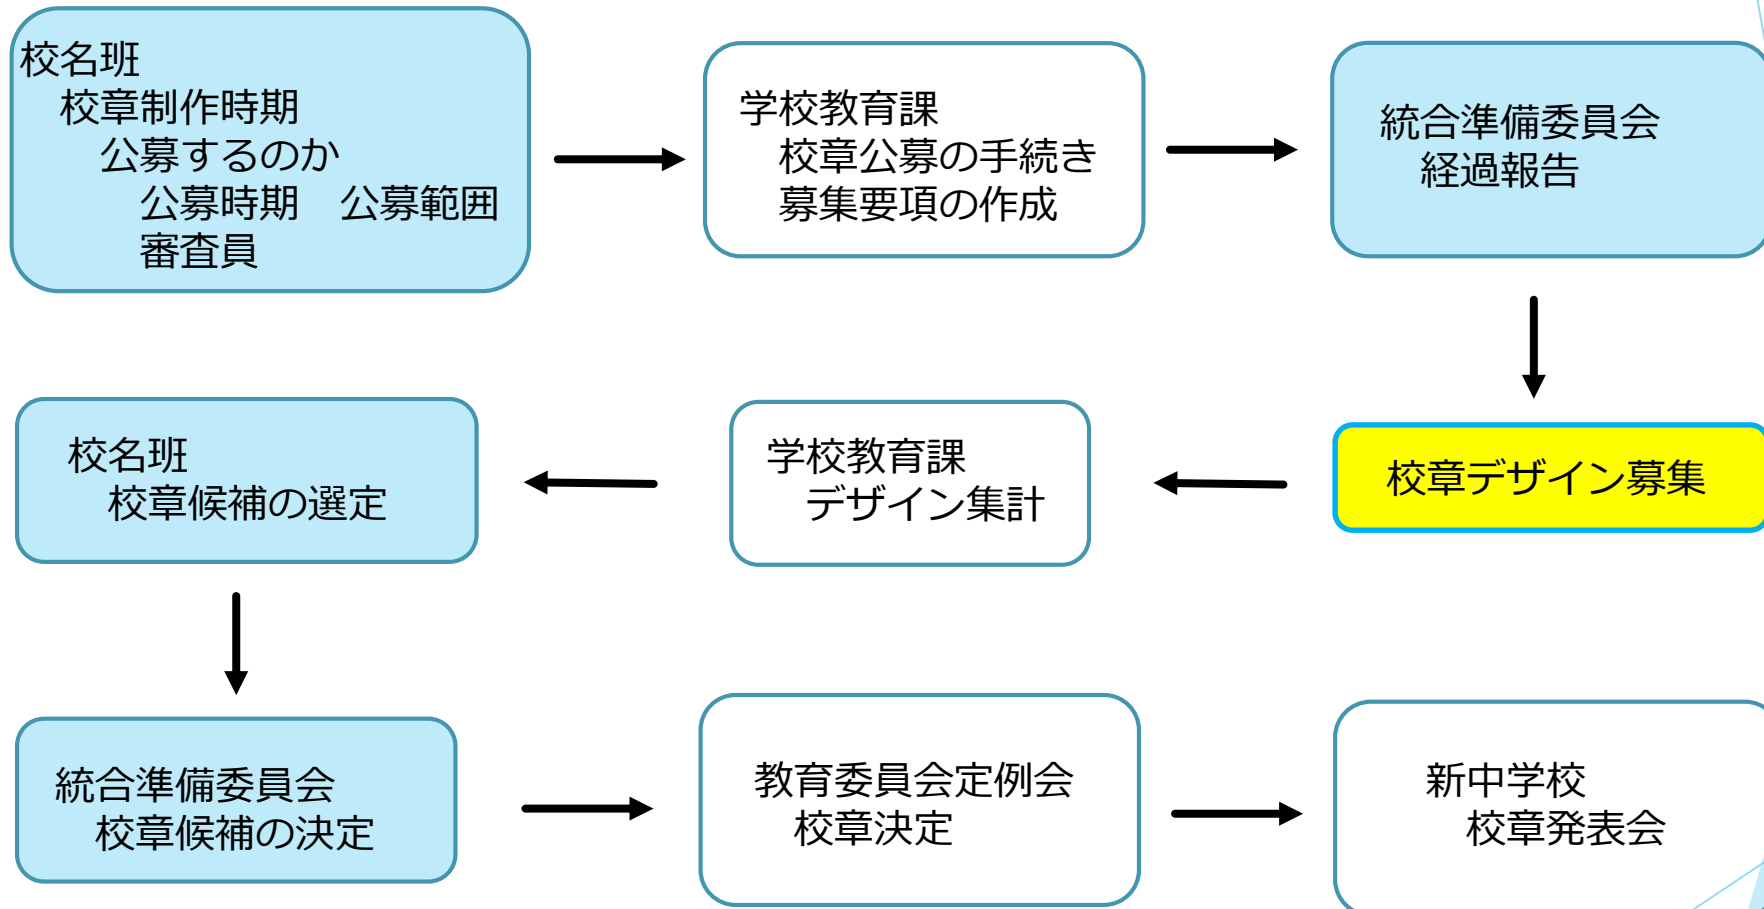 校名班
校章制作時期
公募するのか
公募時期　公募範囲
審査員
学校教育課
校章公募の手続き
募集要項の作成
統合準備委員会
経過報告
校章デザイン募集
学校教育課
デザイン集計
校名班
校章候補の選定
統合準備委員会
校章候補の決定
教育委員会定例会
校章決定
新中学校
校章発表会